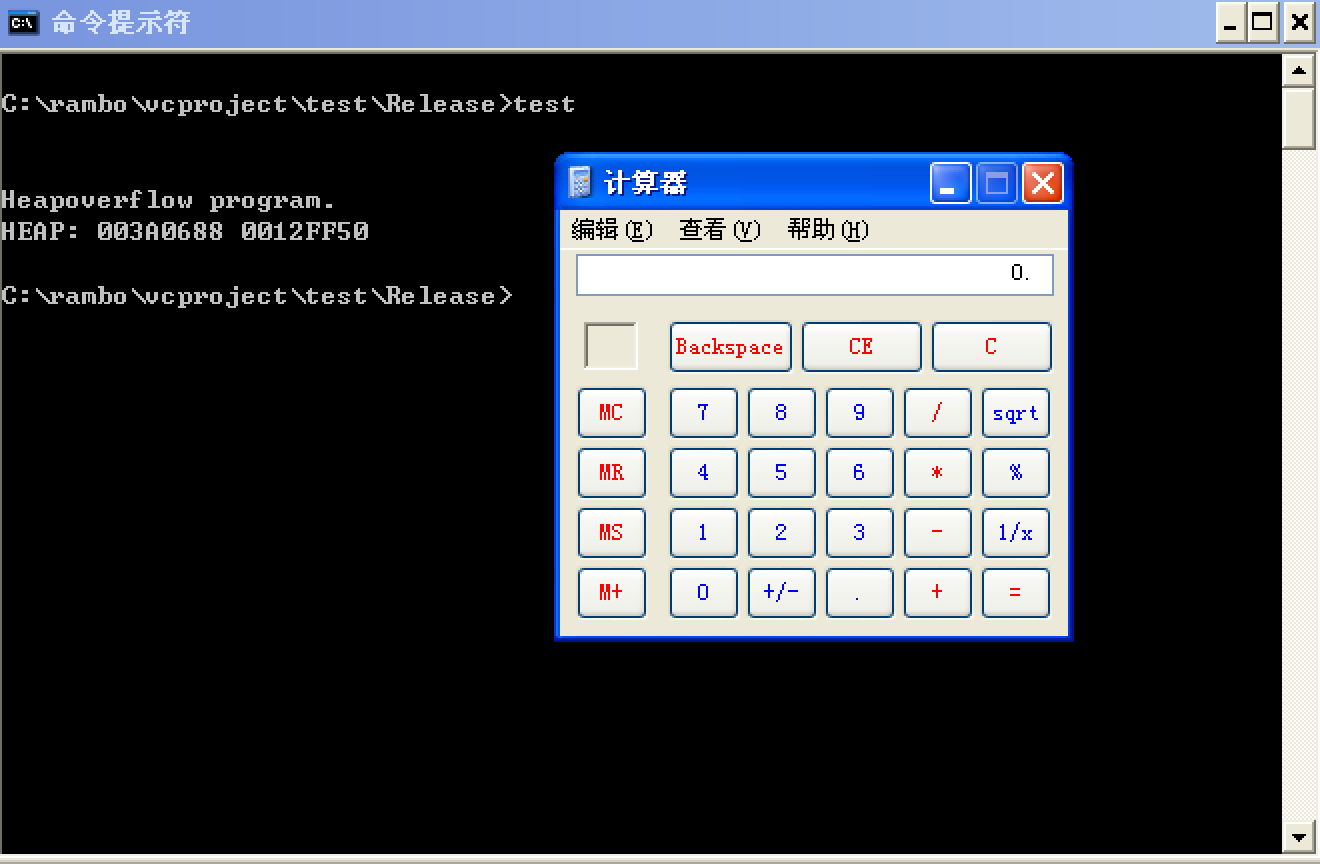 C:\ 命令提示符
C:\rambo\vcproject\test\Release>test
Heapoverflow program.
HEAP: 003A0688 0012FF50
C:\rambo\vcproject\test\Release>
计算器
编辑(E) 查看(V) 帮助(H)
0.
Backspace CE C
MC 7 8 9 / sqrt
MR 4 5 6 * %
MS 1 2 3 - 1/x
M+ 0 +/- . + =